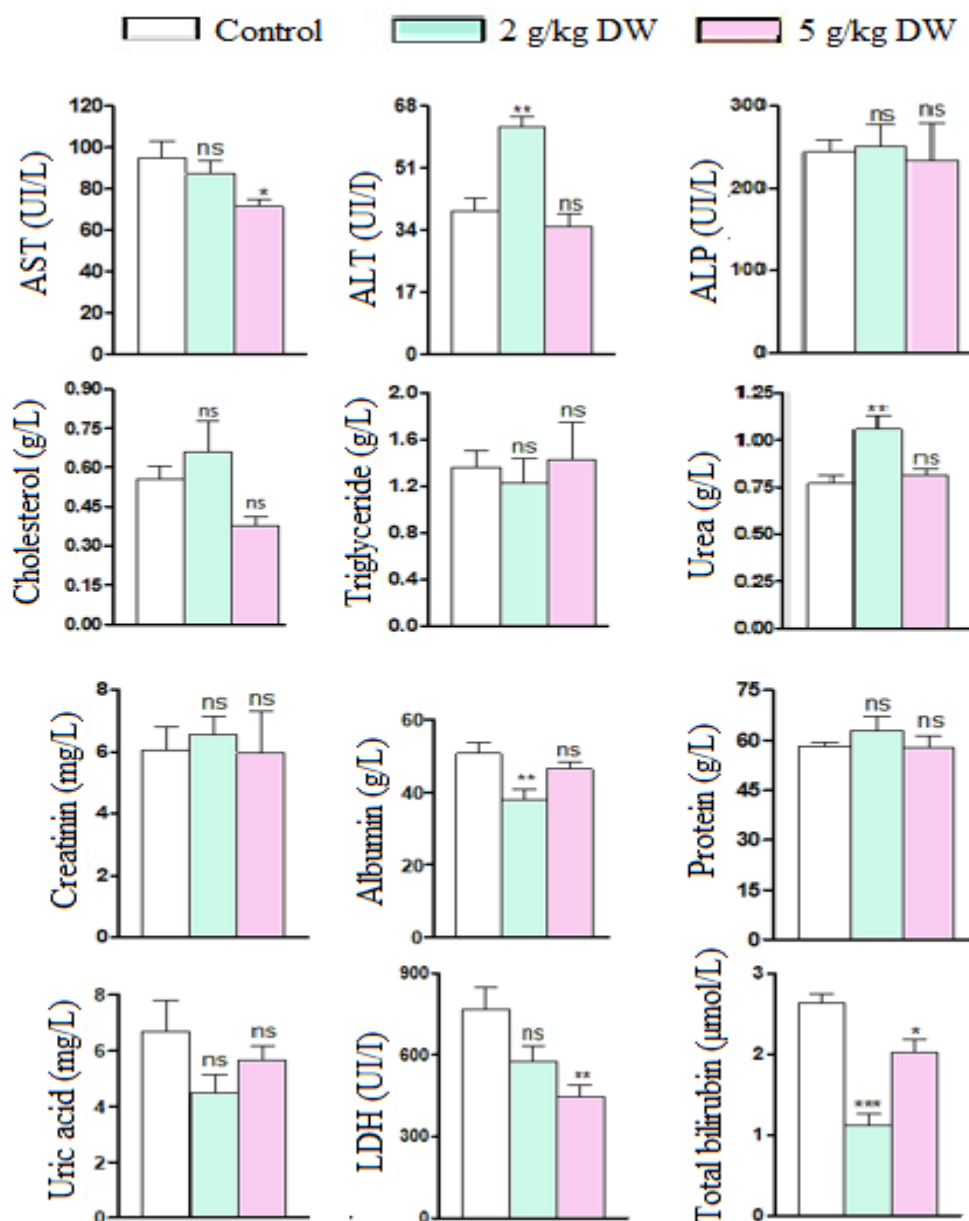 Control 2 g/kg DW 5 g/kg DW
AST (UI/L)
120
100
80
60
40
20
0
ns
*
ALT (UI/I)
68
51
34
17
0
**
ns
ALP (UI/L)
300
200
100
0
ns
ns
Cholesterol (g/L)
0.90
0.75
0.60
0.45
0.30
0.15
0.00
ns
ns
Triglyceride (g/L)
2.0
1.6
1.2
0.8
0.4
0.0
ns
ns
Urea (g/L)
1.25
1.00
0.75
0.50
0.25
0.00
**
ns
Creatinin (mg/L)
8
6
4
2
0
ns
ns
Albumin (g/L)
60
40
20
0
**
ns
Protein (g/L)
75
60
45
30
15
0
ns
ns
Uric acid (mg/L)
8
6
4
2
0
ns
ns
LDH (UI/I)
900
600
300
0
ns
**
Total bilirubin (µmol/L)
3
2
1
0
***
*